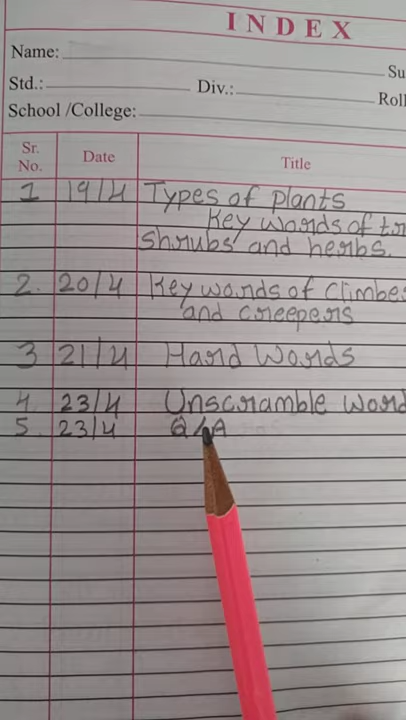 INDEX
Name:
Su
Std.: Div.: Roll
School /College:
Sr. No. Date Title
1 19/4 Types of plants
Key words of tr
shrubs and herbs.
2. 20/4 Key words of Climbe
and creepers
3 21/4 Hard Words
4. 23/4 Unscramble word
5. 23/4 Q &A